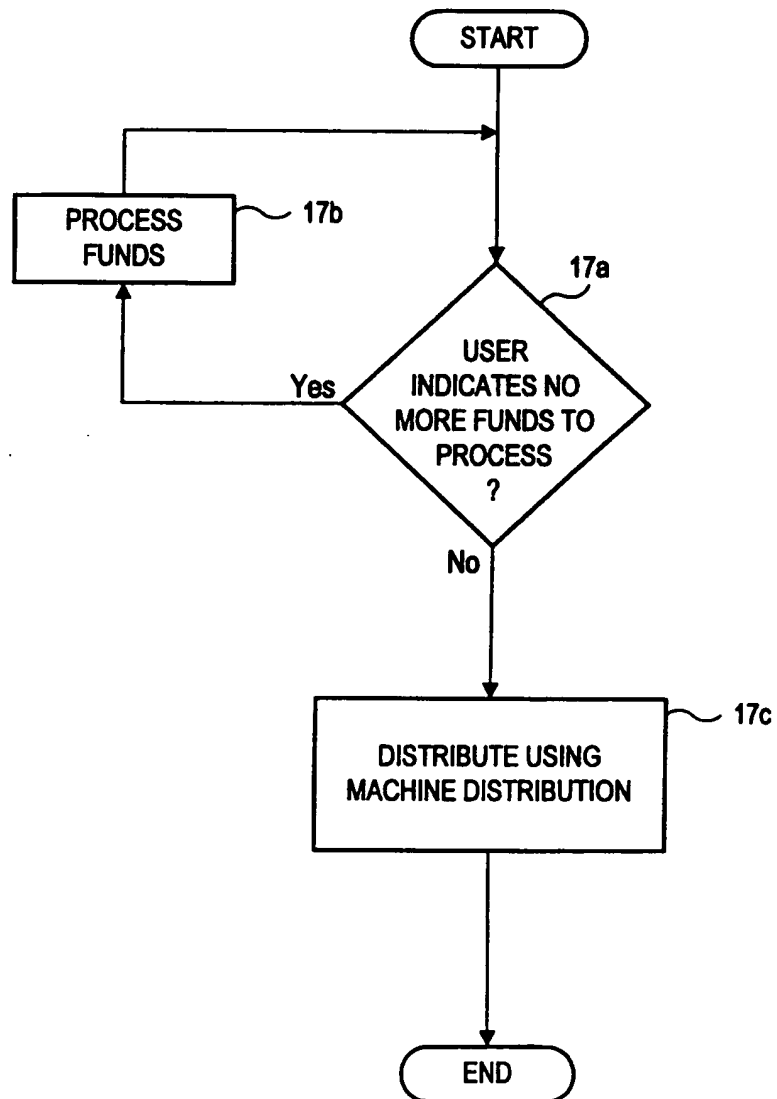 START
PROCESS
FUNDS
17b
17a
USER
INDICATES NO
MORE FUNDS TO
PROCESS
?
Yes
No
17c
DISTRIBUTE USING
MACHINE DISTRIBUTION
END